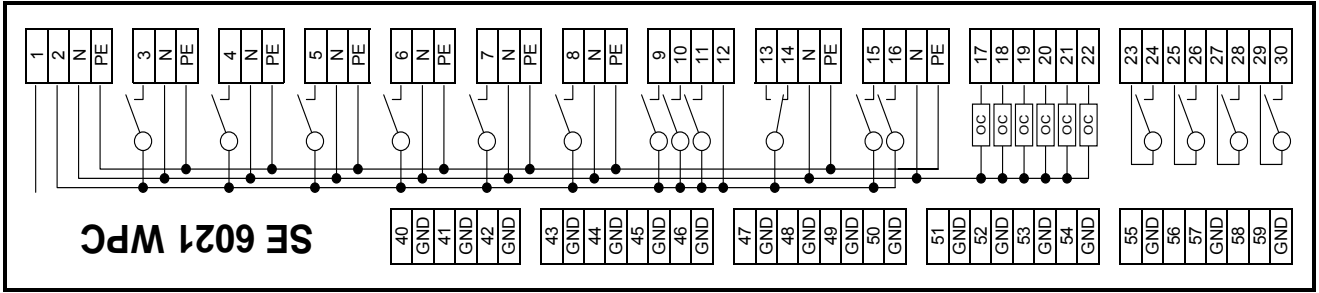 1 2 N PE 3 N PE 4 N PE 5 N PE 6 N PE 7 N PE 8 N PE 9 10 11 12 13 14 N PE 15 16 N PE 17 18 19 20 21 22 23 24 25 26 27 28 29 30
OC OC OC OC OC OC
SE 6021 WPC
40 GND 41 GND 42 GND 43 GND 44 GND 45 GND 46 GND 47 GND 48 GND 49 GND 50 GND 51 GND 52 GND 53 GND 54 GND 55 GND 56 GND 57 GND 58 GND 59 GND